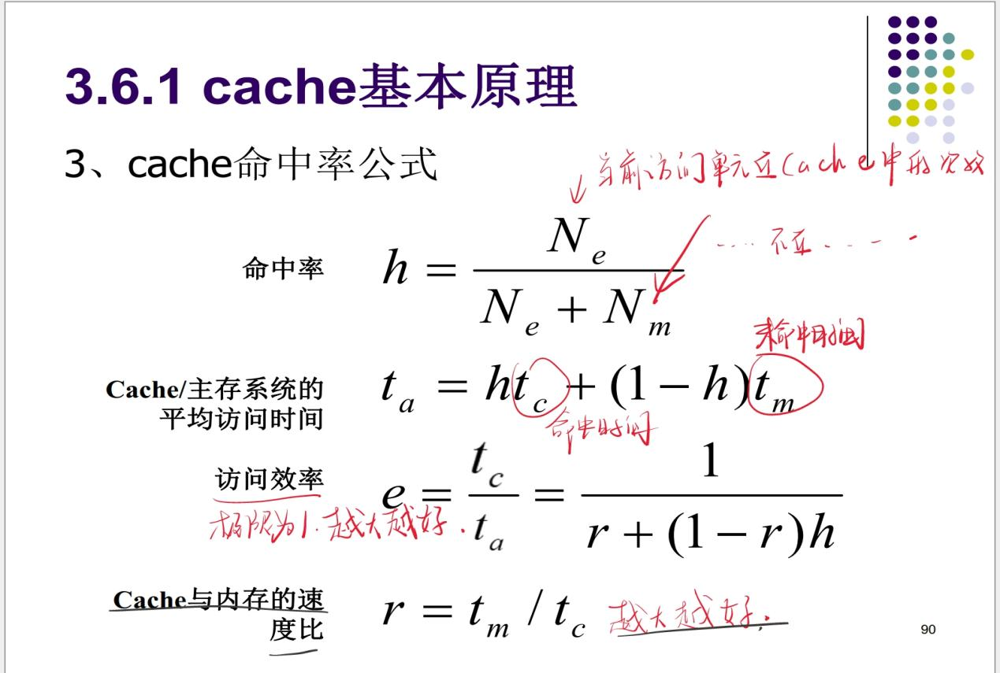 3.6.1 cache基本原理
3、cache命中率公式
当前访问单元在Cache中的次数
命中率 h = N_e / (N_e + N_m)
.... 不在 . - - -
未命中时间
Cache/主存系统的
平均访问时间 t_a = ht_c + (1 − h)t_m
命中时间
访问效率 e = t_c / t_a = 1 / (r + (1 − r)h)
极限为1. 越大越好.
Cache与内存的速
度比 r = t_m / t_c 越大越好.
90